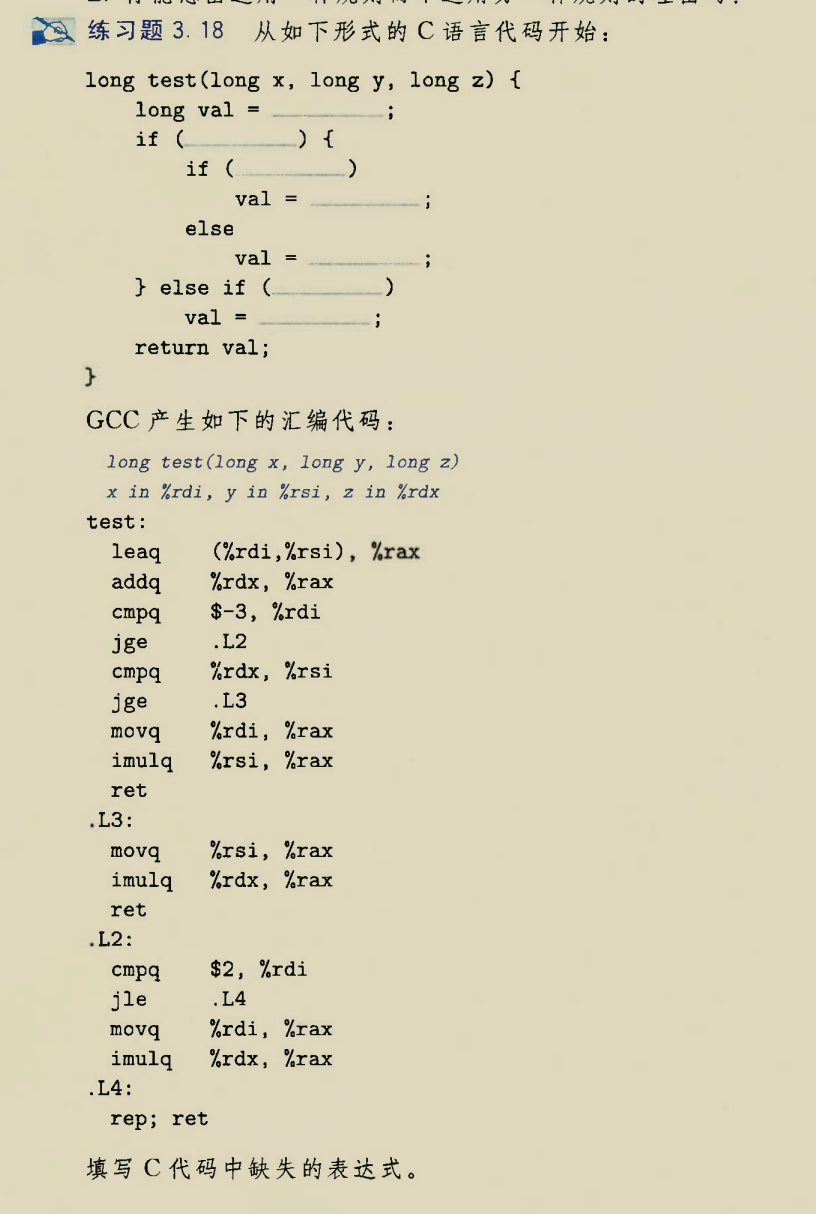 练习题 3.18 从如下形式的 C 语言代码开始：
long test(long x, long y, long z) {
long val = ________ ;
if (________) {
if (________)
val = ________ ;
else
val = ________ ;
} else if (________)
val = ________ ;
return val;
}
GCC 产生如下的汇编代码：
long test(long x, long y, long z)
x in %rdi, y in %rsi, z in %rdx
test:
leaq (%rdi,%rsi), %rax
addq %rdx, %rax
cmpq $-3, %rdi
jge .L2
cmpq %rdx, %rsi
jge .L3
movq %rdi, %rax
imulq %rsi, %rax
ret
.L3:
movq %rsi, %rax
imulq %rdx, %rax
ret
.L2:
cmpq $2, %rdi
jle .L4
movq %rdi, %rax
imulq %rdx, %rax
.L4:
rep; ret
填写 C 代码中缺失的表达式。